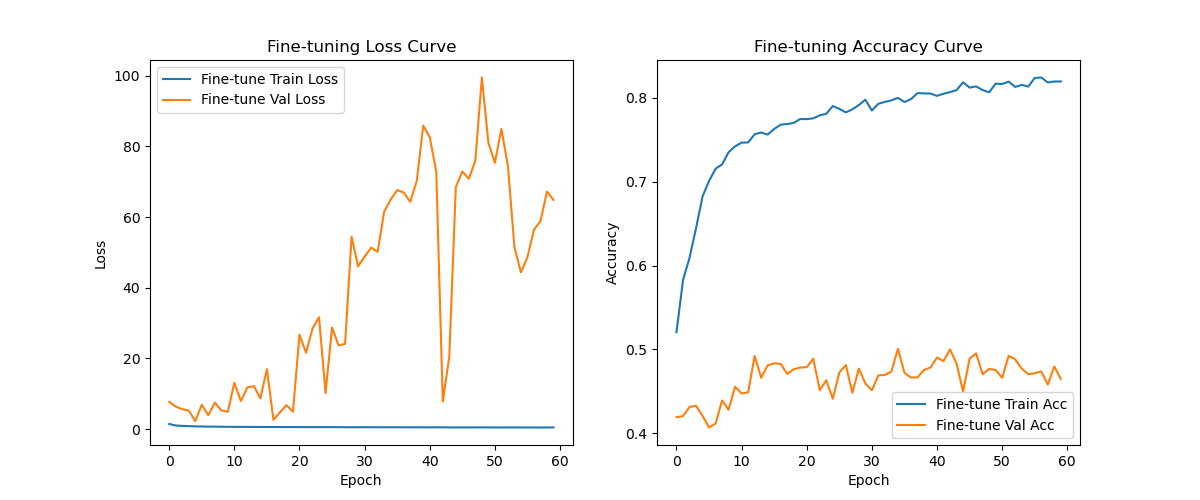 Fine-tuning Loss Curve
Fine-tune Train Loss
Fine-tune Val Loss
100
80
60
40
20
0
Loss
0 10 20 30 40 50 60
Epoch
Fine-tuning Accuracy Curve
0.8
0.7
0.6
0.5
0.4
Accuracy
Fine-tune Train Acc
Fine-tune Val Acc
0 10 20 30 40 50 60
Epoch